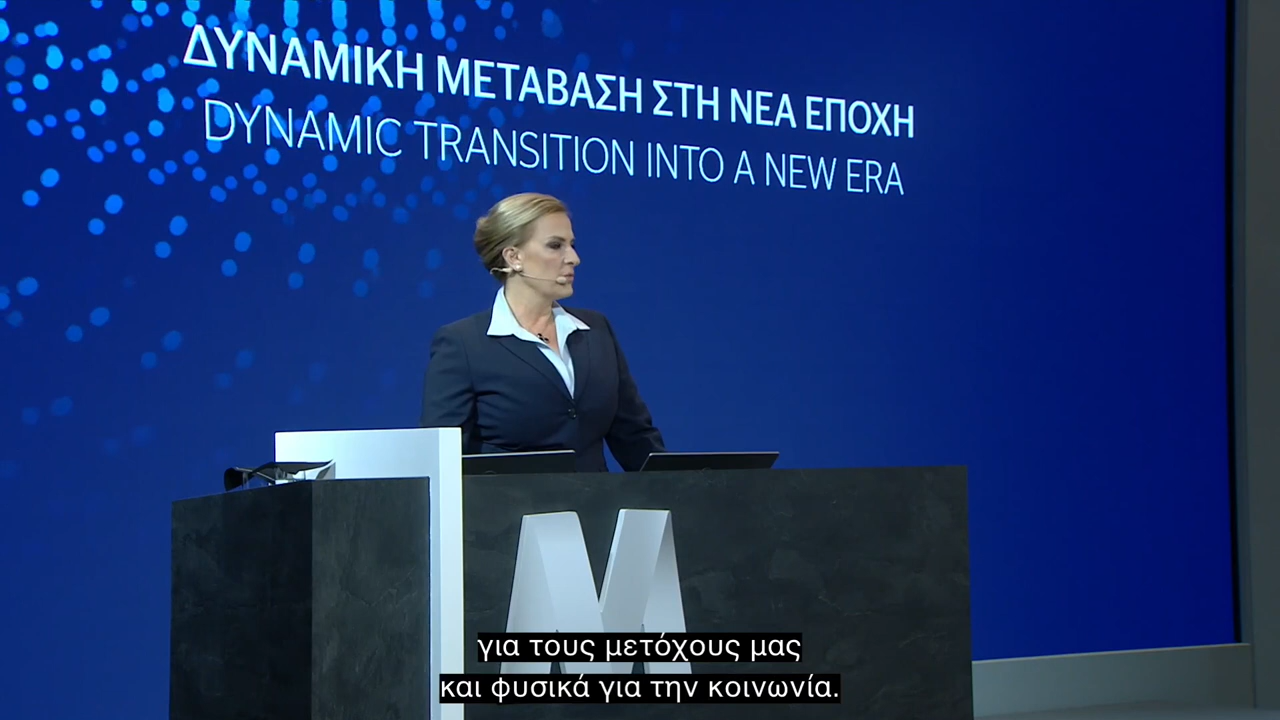 ΔΥΝΑΜΙΚΗ ΜΕΤΑΒΑΣΗ ΣΤΗ ΝΕΑ ΕΠΟΧΗ
DYNAMIC TRANSITION INTO A NEW ERA
M
για τους μετόχους μας
και φυσικά για την κοινωνία.